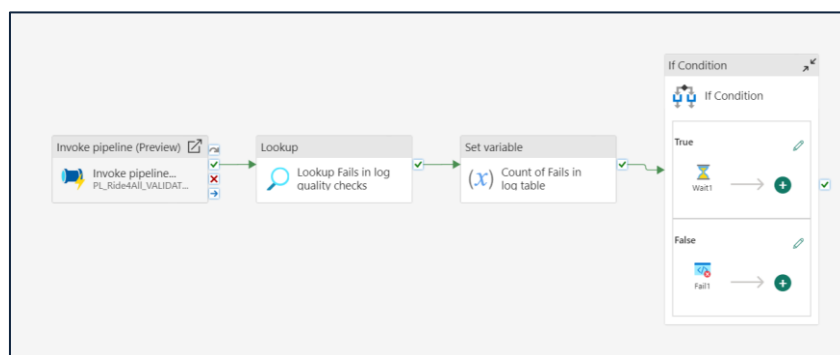 Invoke pipeline (Preview)
Invoke pipeline...
PL_Ride4All_VALIDAT...
Lookup
Lookup Fails in log
quality checks
Set variable
(x)
Count of Fails in
log table
If Condition
If Condition
True
Wait1
False
Fail1